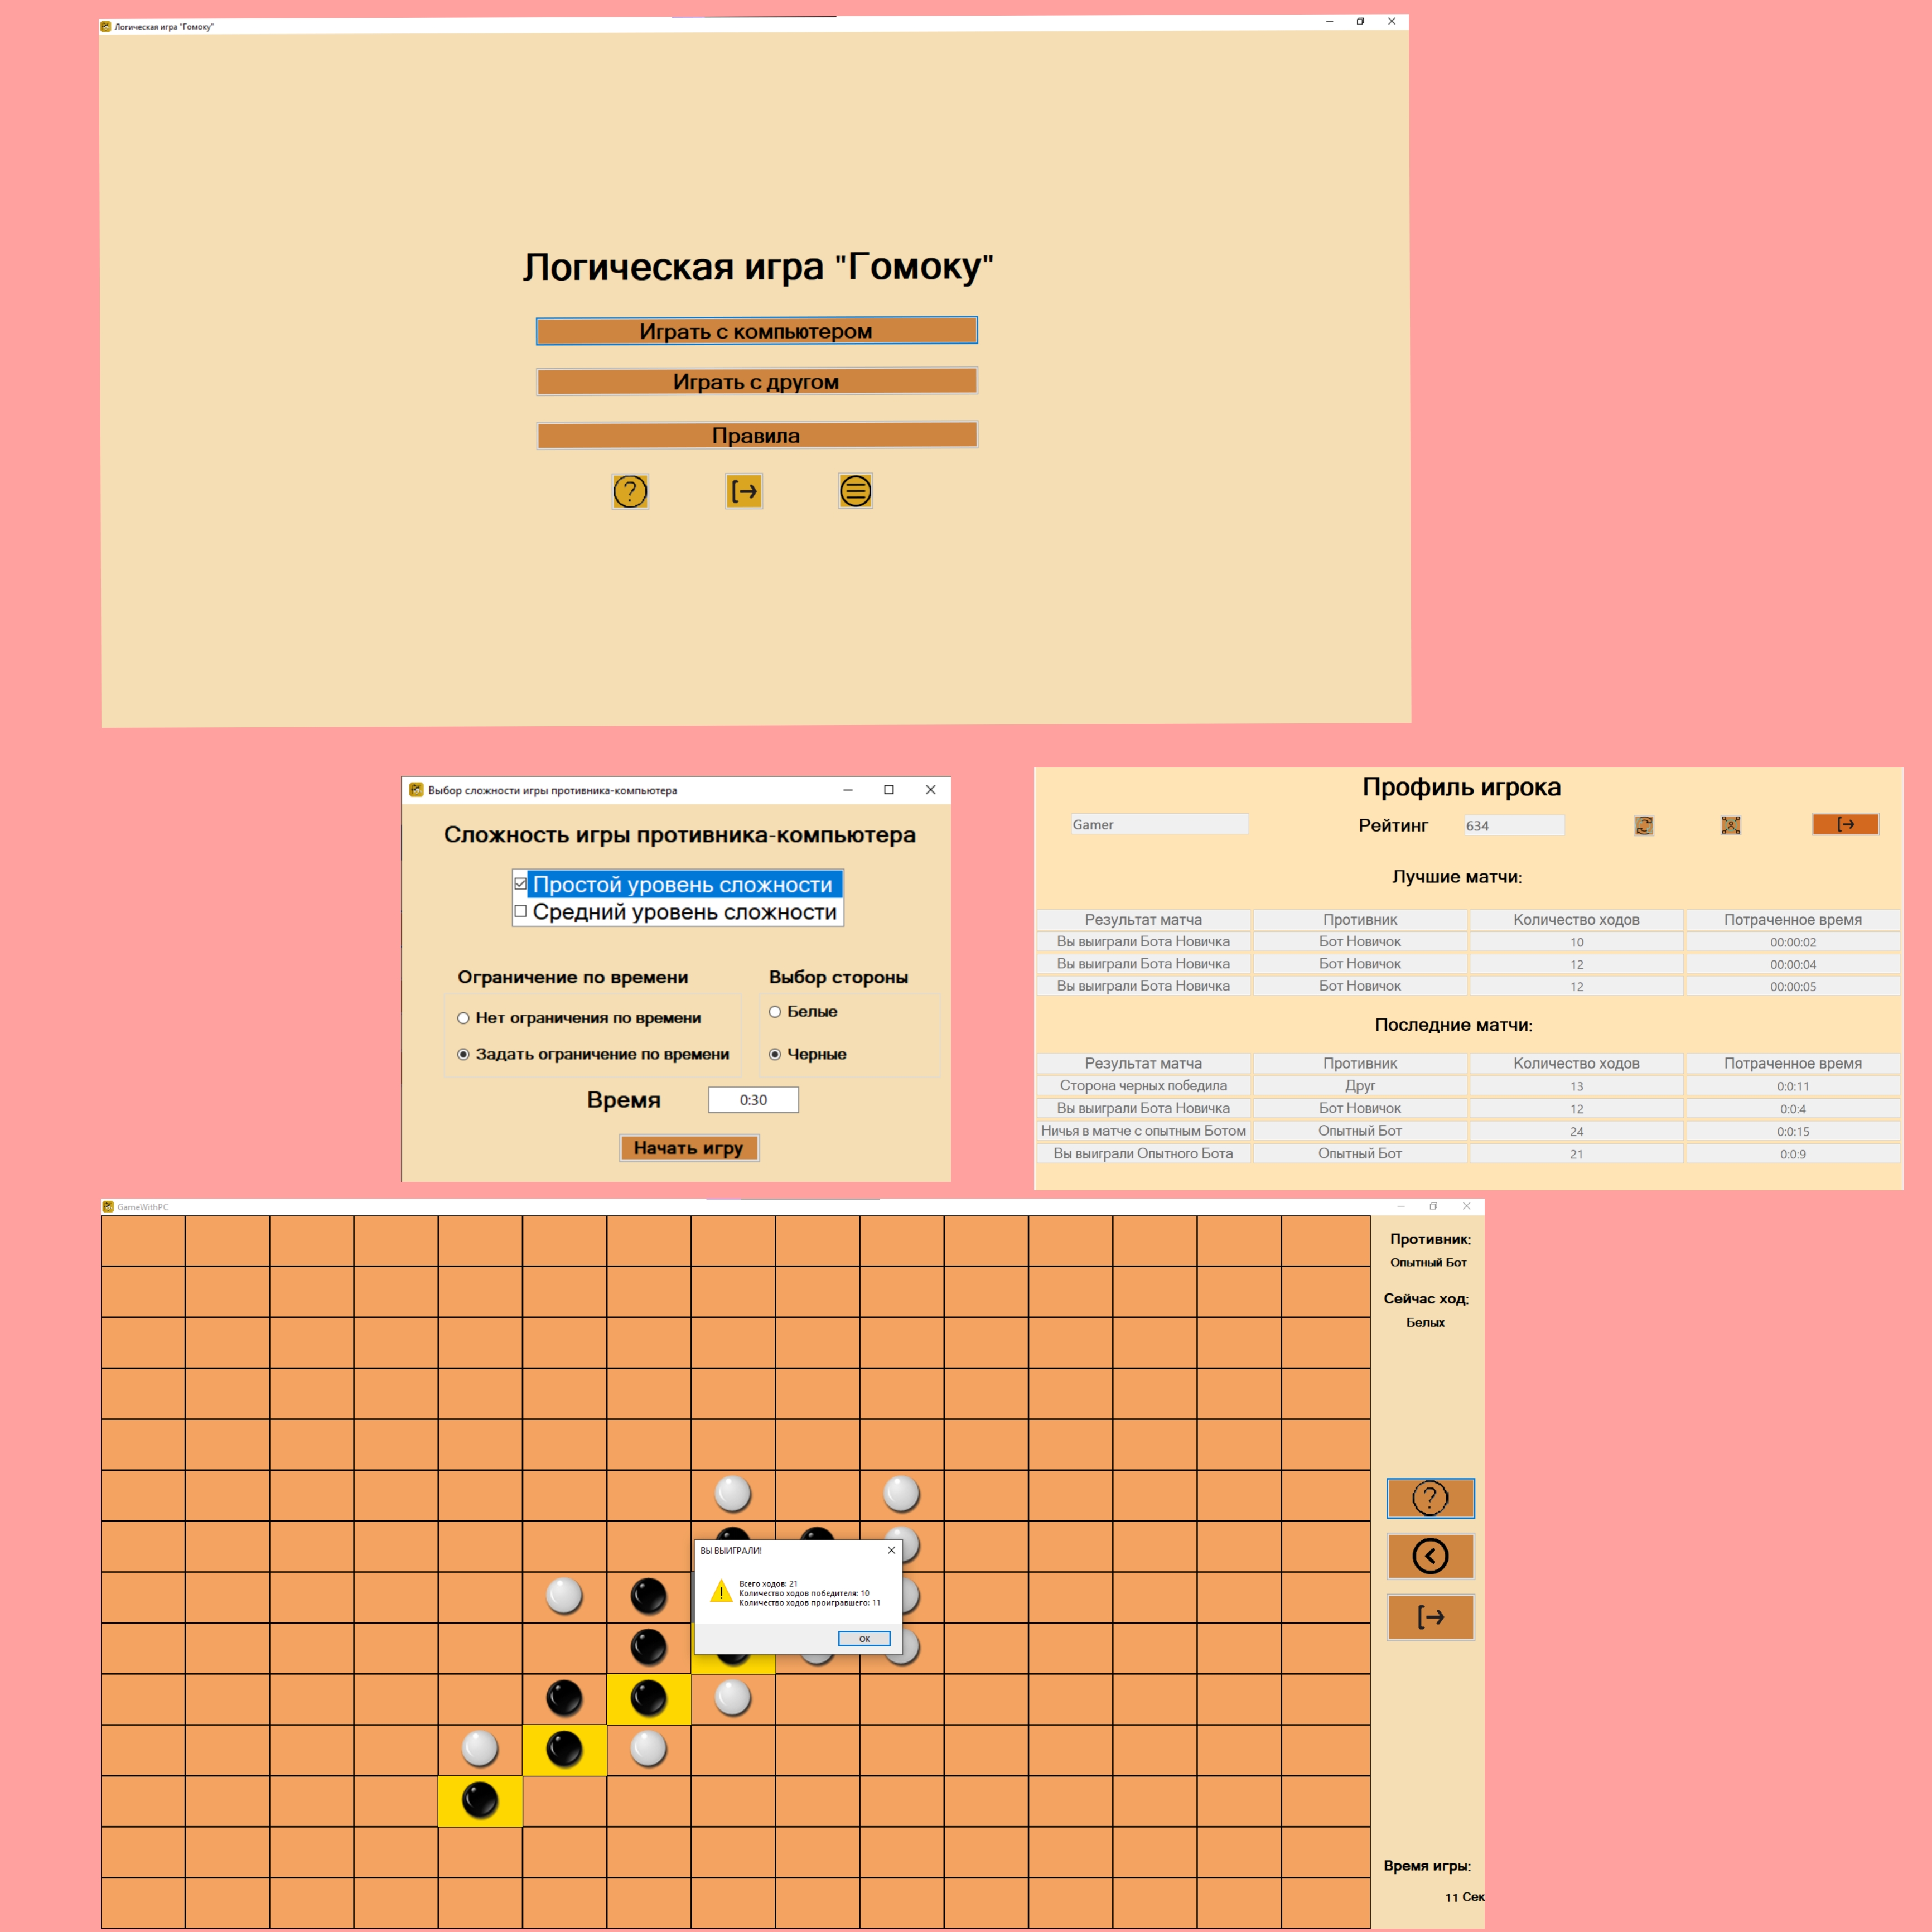 Логическая игра "Гомоку"
Логическая игра "Гомоку"
Играть с компьютером
Играть с другом
Правила
Выбор сложности игры противника-компьютера
Сложность игры противника-компьютера
Простой уровень сложности
Средний уровень сложности
Ограничение по времени
Выбор стороны
Нет ограничения по времени
Белые
Задать ограничение по времени
Черные
Время 0:30
Начать игру
Профиль игрока
Gamer Рейтинг 634
Лучшие матчи:
Результат матча Противник Количество ходов Потраченное время
Вы выиграли Бота Новичка Бот Новичок 10 00:00:02
Вы выиграли Бота Новичка Бот Новичок 12 00:00:04
Вы выиграли Бота Новичка Бот Новичок 12 00:00:05
Последние матчи:
Результат матча Противник Количество ходов Потраченное время
Сторона черных победила Друг 13 0:0:11
Вы выиграли Бота Новичка Бот Новичок 12 0:0:4
Ничья в матче с опытным Ботом Опытный Бот 24 0:0:15
Вы выиграли Опытного Бота Опытный Бот 21 0:0:9
GameWithPC
Противник:
Опытный Бот
Сейчас ход:
Белых
ВЫ ВЫИГРАЛИ!
Всего ходов: 21
Количество ходов победителя: 10
Количество ходов проигравшего: 11
ОК
Время игры:
11 Сек